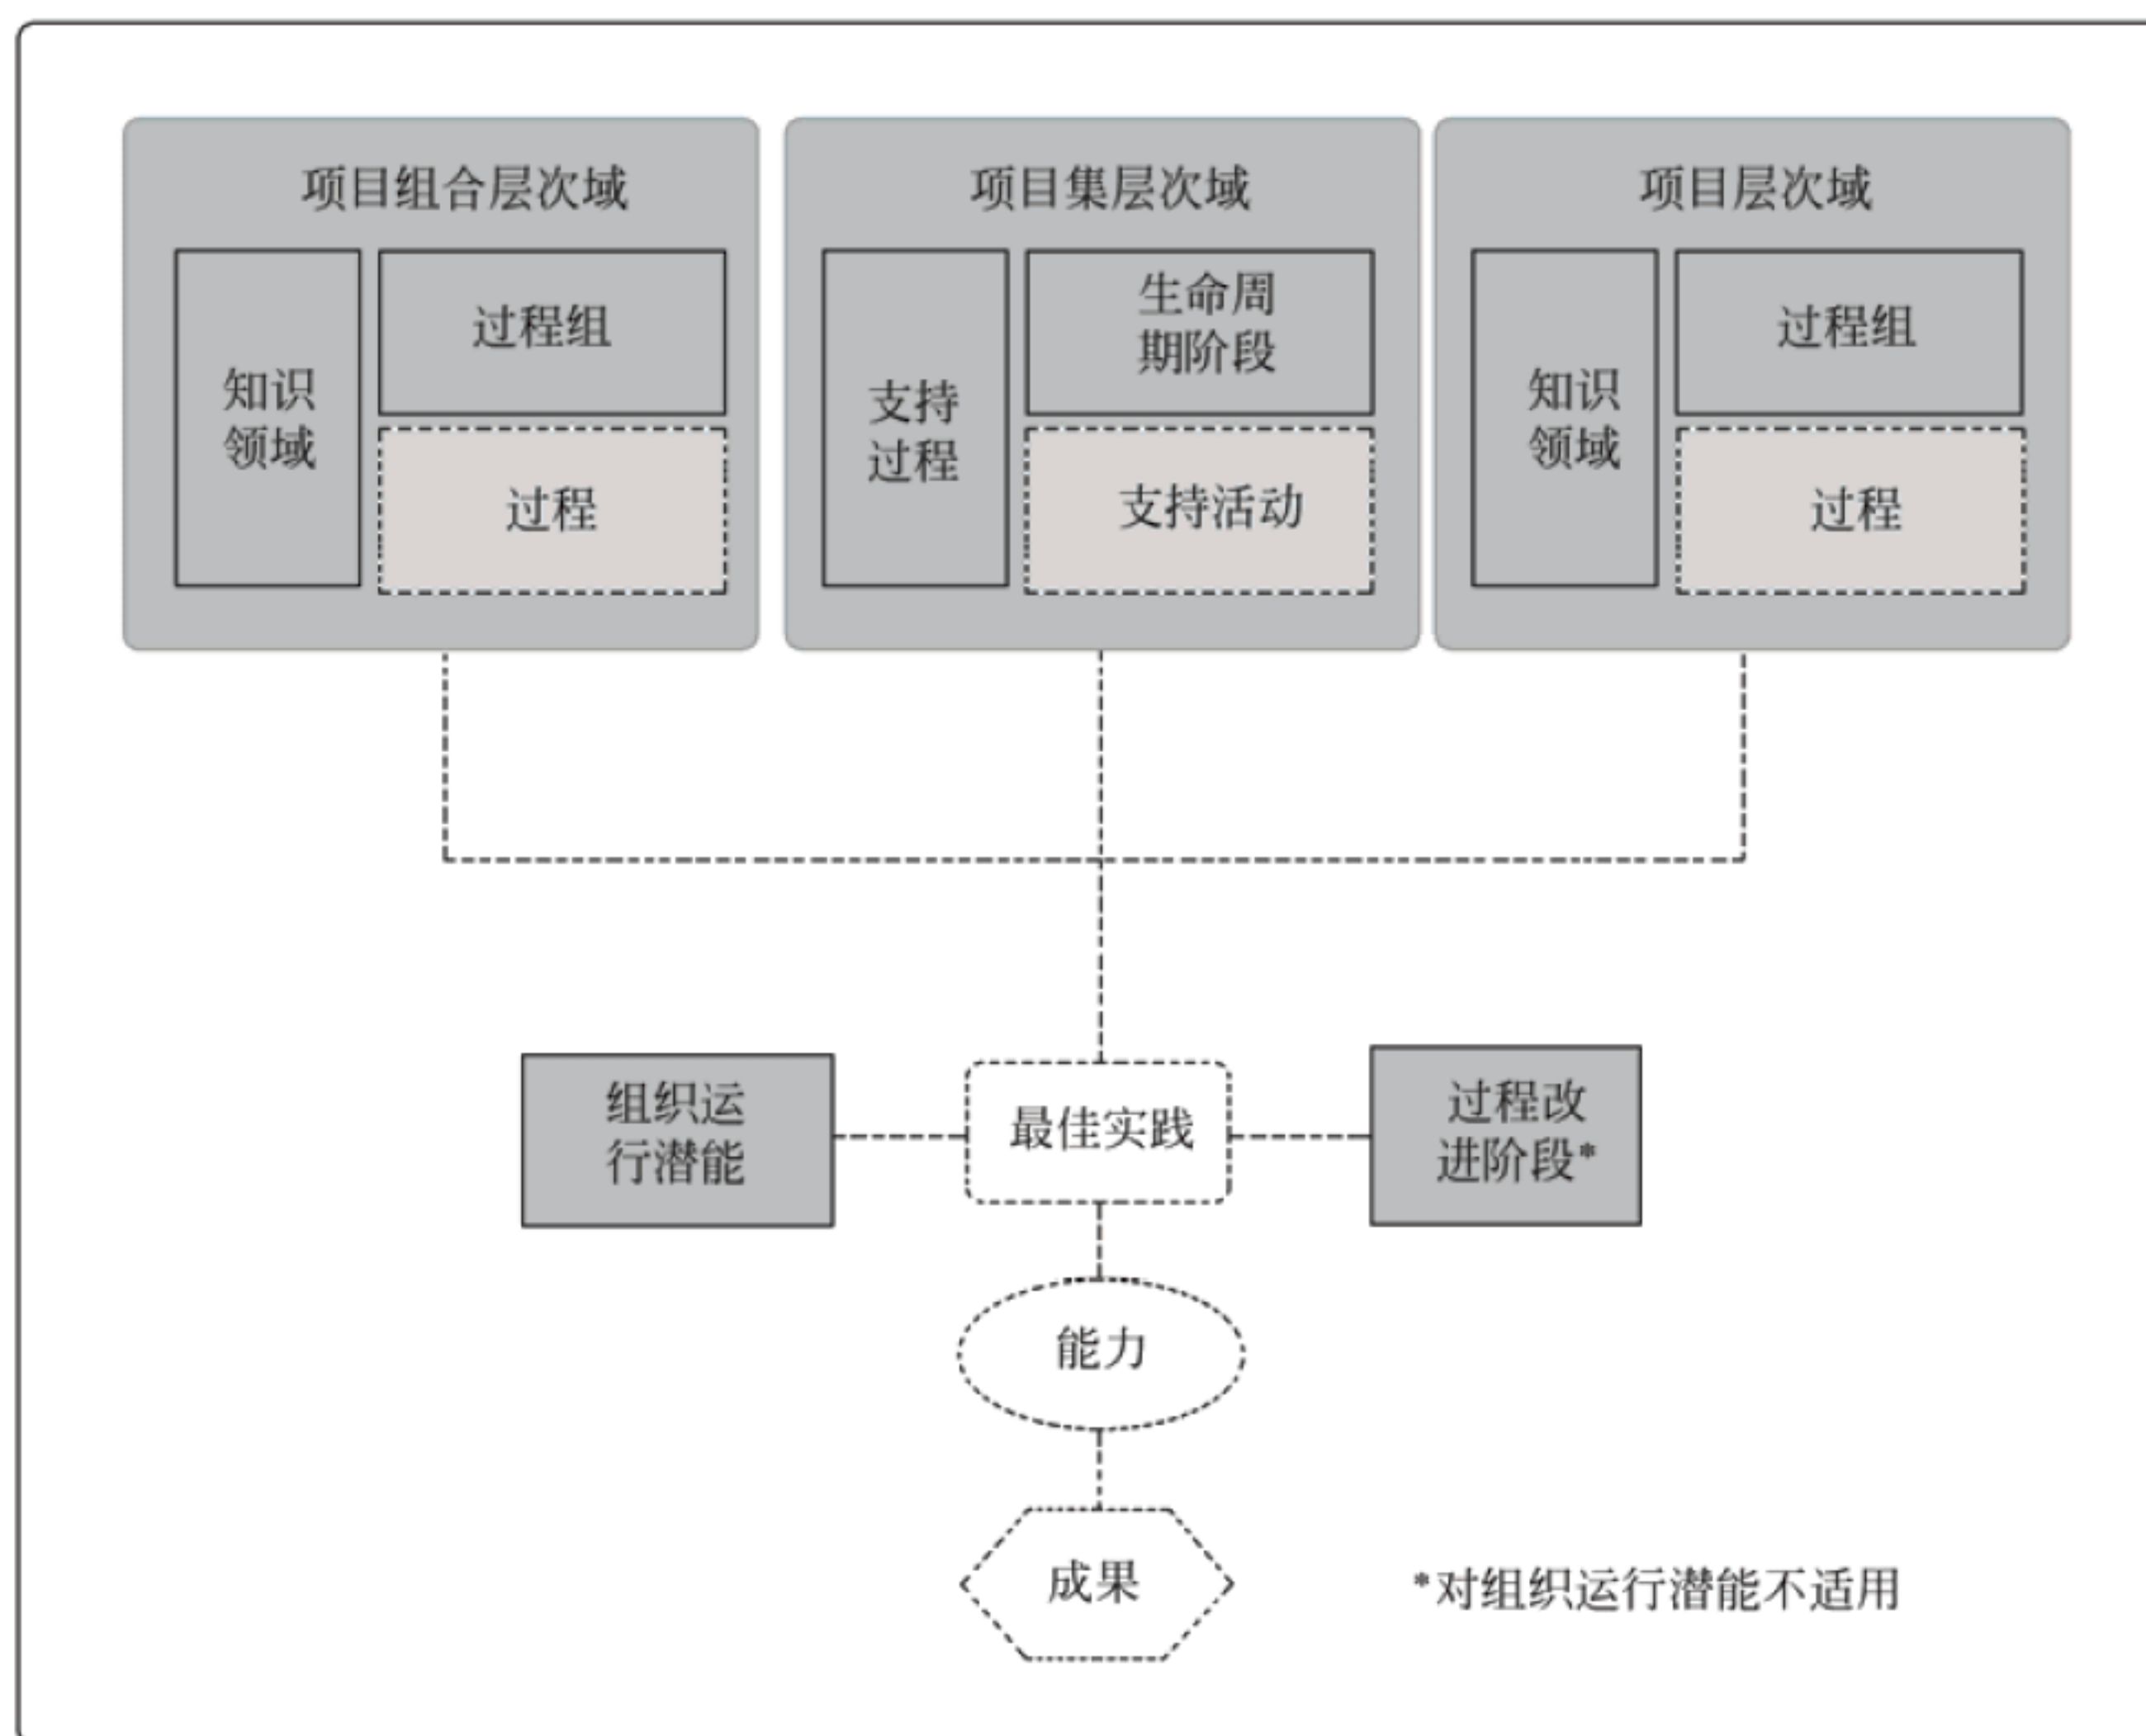 项目组合层次域
知识
领域
过程组
过程
项目集层次域
支持
过程
生命周
期阶段
支持活动
项目层次域
知识
领域
过程组
过程
组织运
行潜能
最佳实践
过程改
进阶段*
能力
成果
*对组织运行潜能不适用